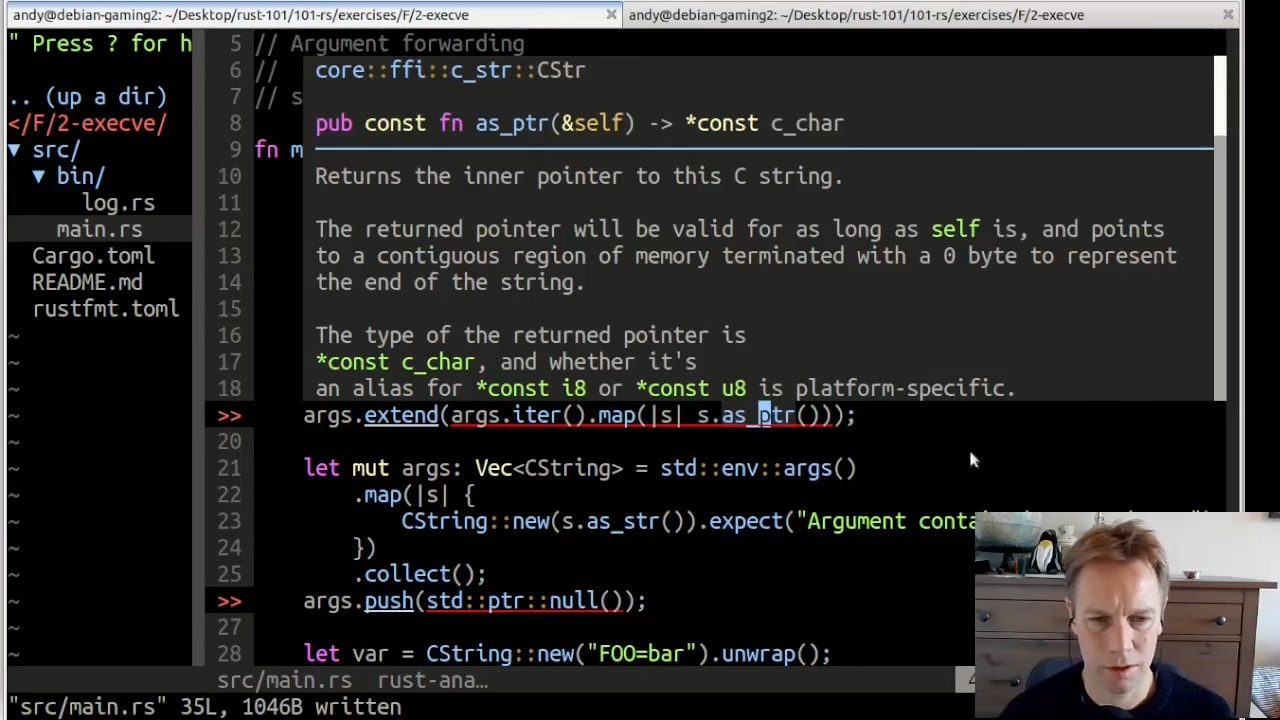 andy@debian-gaming2: ~/Desktop/rust-101/101-rs/exercises/F/2-execve
andy@debian-gaming2: ~/Desktop/rust-101/101-rs/exercises/F/2-execve
" Press ? for h
.. (up a dir)
</F/2-execve/
▼ src/
▼ bin/
log.rs
main.rs
Cargo.toml
README.md
rustfmt.toml
~
~
~
~
~
~
~
~
~
~
~
~
~
5 // Argument forwarding
6 //
7 // s
8
9 fn m
10
11
12
13
14
15
16
17
18
core::ffi::c_str::CStr
pub const fn as_ptr(&self) -> *const c_char
Returns the inner pointer to this C string.
The returned pointer will be valid for as long as self is, and points
to a contiguous region of memory terminated with a 0 byte to represent
the end of the string.
The type of the returned pointer is
*const c_char, and whether it's
an alias for *const i8 or *const u8 is platform-specific.
>> args.extend(args.iter().map(|s| s.as_ptr()));
20
21 let mut args: Vec<CString> = std::env::args()
22 .map(|s| {
23 CString::new(s.as_str()).expect("Argument
24 })
25 .collect();
>> args.push(std::ptr::null());
27
28 let var = CString::new("FOO=bar").unwrap();
src/main.rs rust-ana…
"src/main.rs" 35L, 1046B written